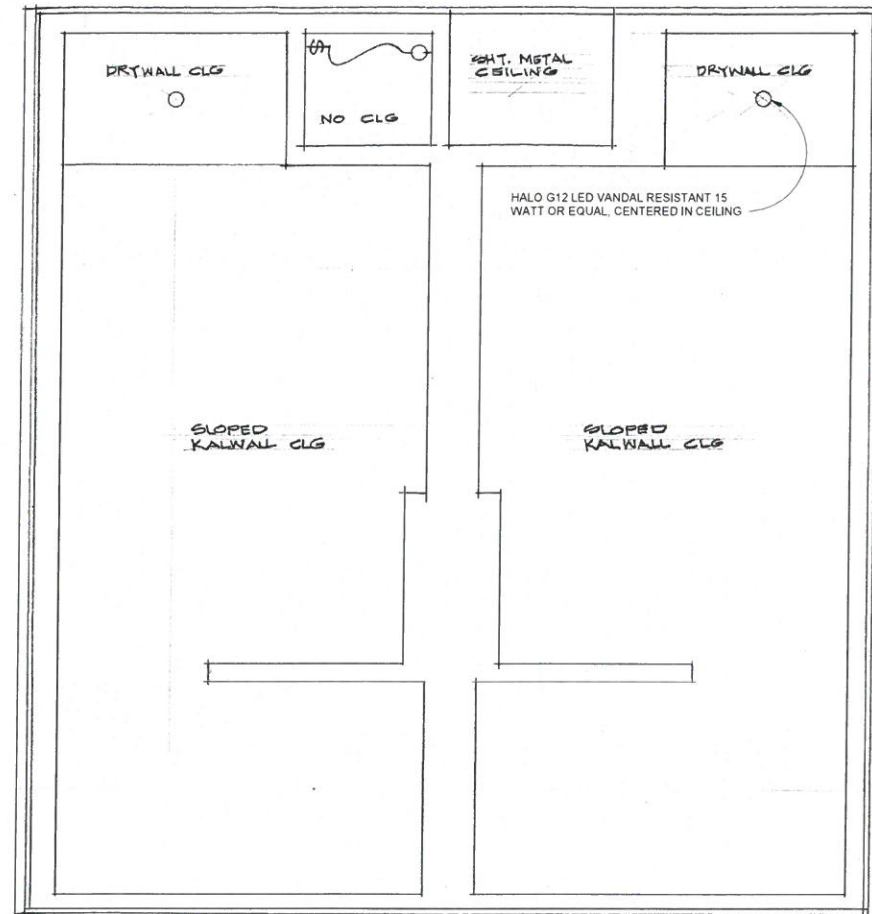 DRYWALL CLG
NO CLG
SHT. METAL
CEILING
DRYWALL CLG
HALO G12 LED VANDAL RESISTANT 15
WATT OR EQUAL, CENTERED IN CEILING
SLOPED
KALWALL CLG
SLOPED
KALWALL CLG